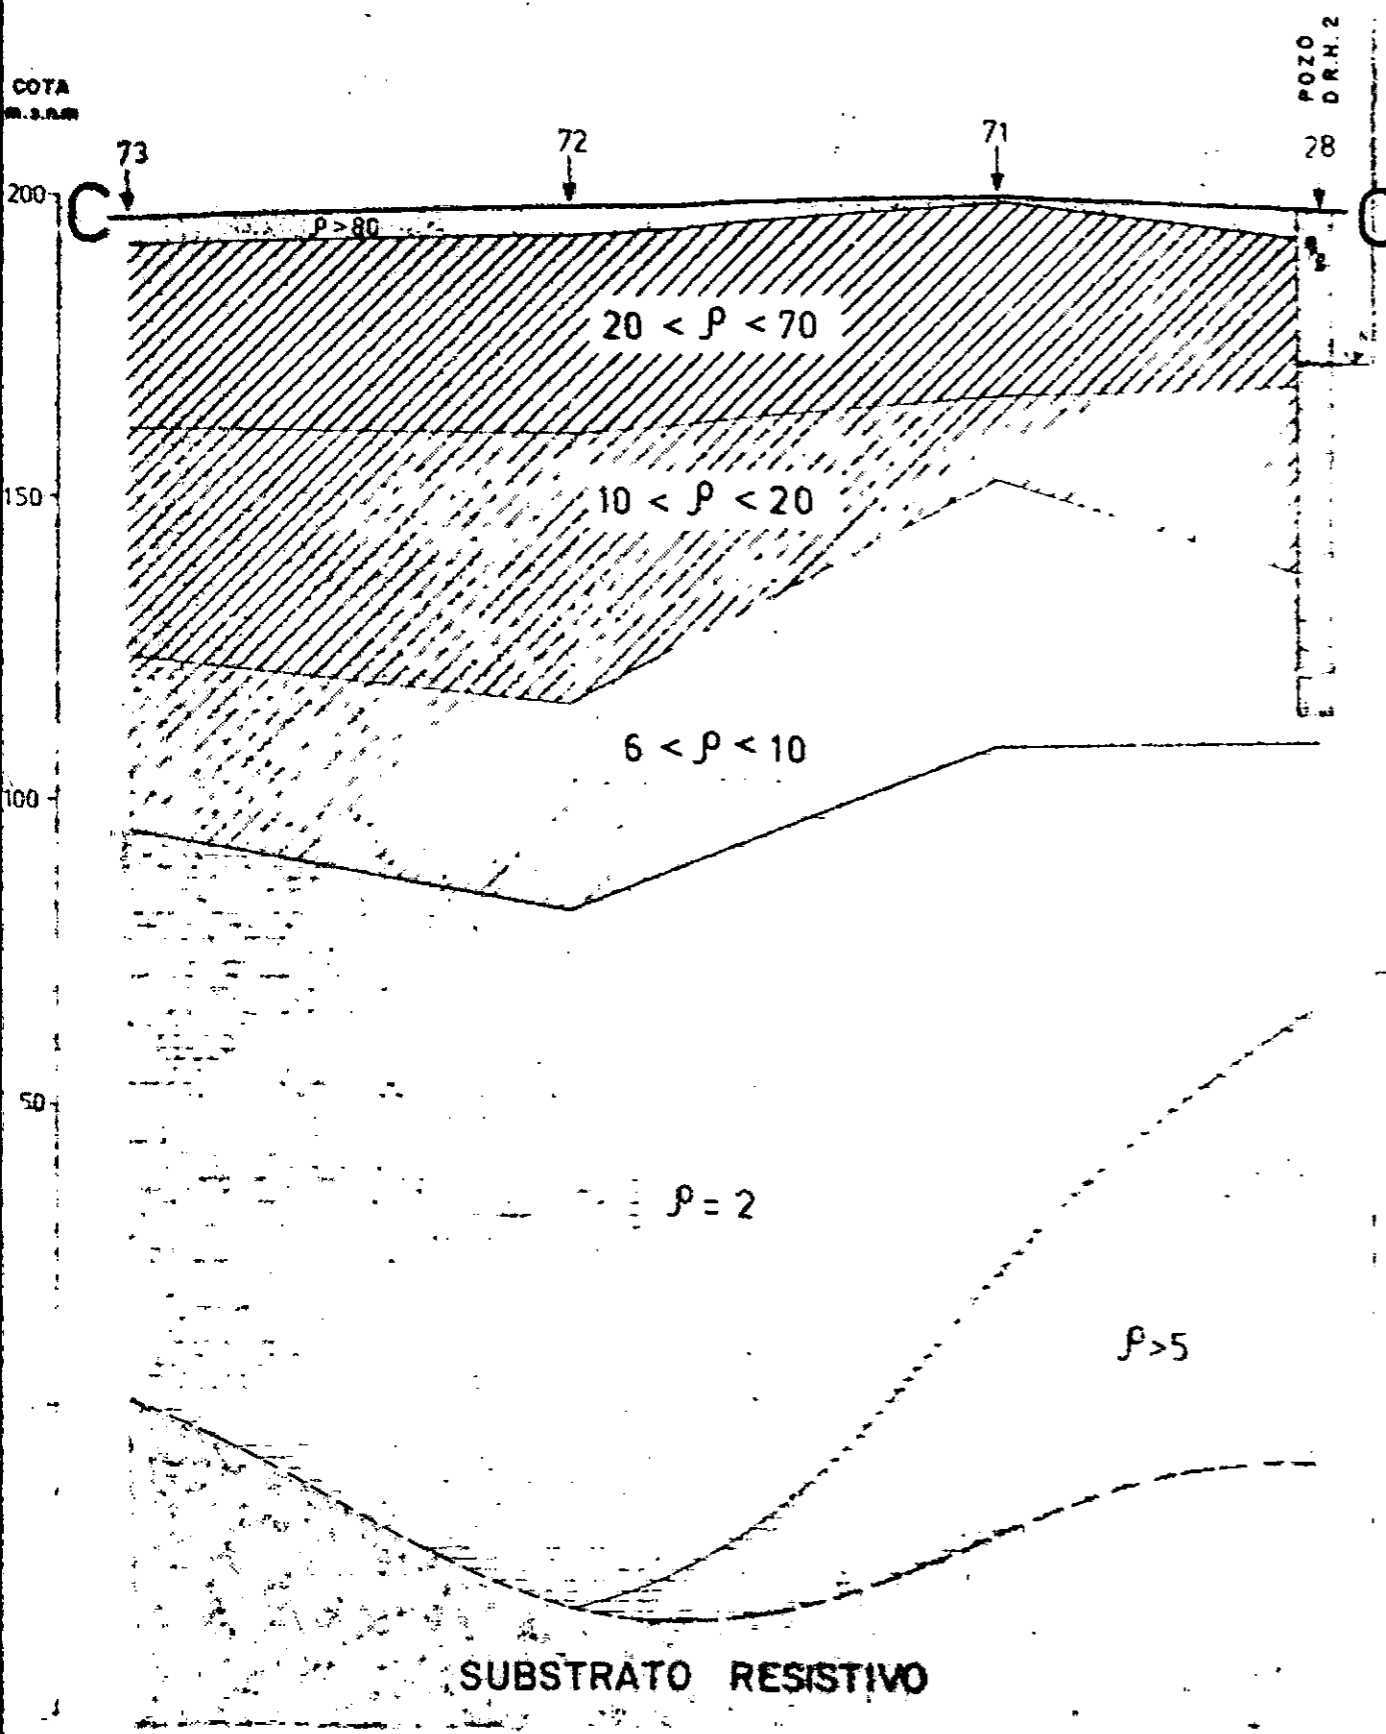 COTA
m.s.n.m
POZO
D.R.H. 2
73
72
71
28
200
C
C
ρ>80
20 < ρ < 70
150
10 < ρ < 20
6 < ρ < 10
100
50
ρ = 2
ρ>5
SUBSTRATO RESISTIVO